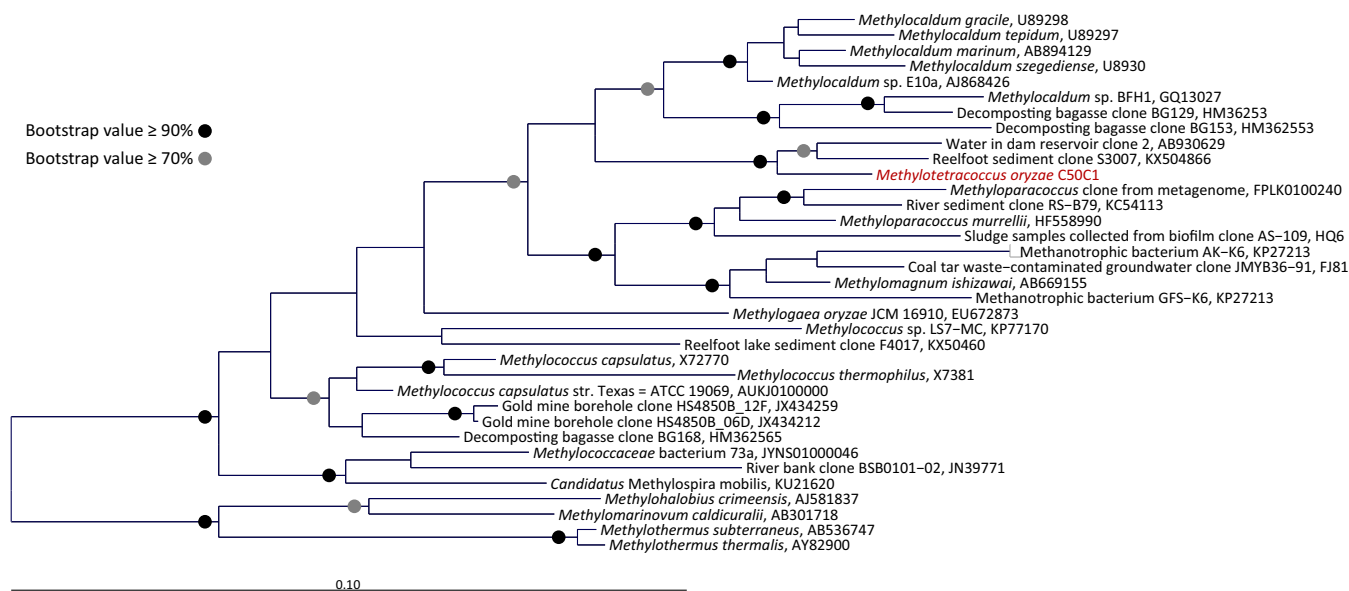 Methylocaldum gracile, U89298
Methylocaldum tepidum, U89297
Methylocaldum marinum, AB894129
Methylocaldum szegediense, U8930
Methylocaldum sp. E10a, AJ868426
Methylocaldum sp. BFH1, GQ13027
Decomposting bagasse clone BG129, HM36253
Decomposting bagasse clone BG153, HM362553
Bootstrap value ≥ 90%
Bootstrap value ≥ 70%
Water in dam reservoir clone 2, AB930629
Reelfoot sediment clone S3007, KX504866
Methylotetracoccus oryzae C50C1
Methyloparacoccus clone from metagenome, FPLK0100240
River sediment clone RS−B79, KC54113
Methyloparacoccus murrellii, HF558990
Sludge samples collected from biofilm clone AS−109, HQ6
Methanotrophic bacterium AK−K6, KP27213
Coal tar waste−contaminated groundwater clone JMYB36−91, FJ81
Methylomagnum ishizawai, AB669155
Methanotrophic bacterium GFS−K6, KP27213
Methylogaea oryzae JCM 16910, EU672873
Methylococcus sp. LS7−MC, KP77170
Reelfoot lake sediment clone F4017, KX50460
Methylococcus capsulatus, X72770
Methylococcus thermophilus, X7381
Methylococcus capsulatus str. Texas = ATCC 19069, AUKJ0100000
Gold mine borehole clone HS4850B_12F, JX434259
Gold mine borehole clone HS4850B_06D, JX434212
Decomposting bagasse clone BG168, HM362565
Methylococcaceae bacterium 73a, JYNS01000046
River bank clone BSB0101−02, JN39771
Candidatus Methylospira mobilis, KU21620
Methylohalobius crimeensis, AJ581837
Methylomarinovum caldicuralii, AB301718
Methylothermus subterraneus, AB536747
Methylothermus thermalis, AY82900
0.10